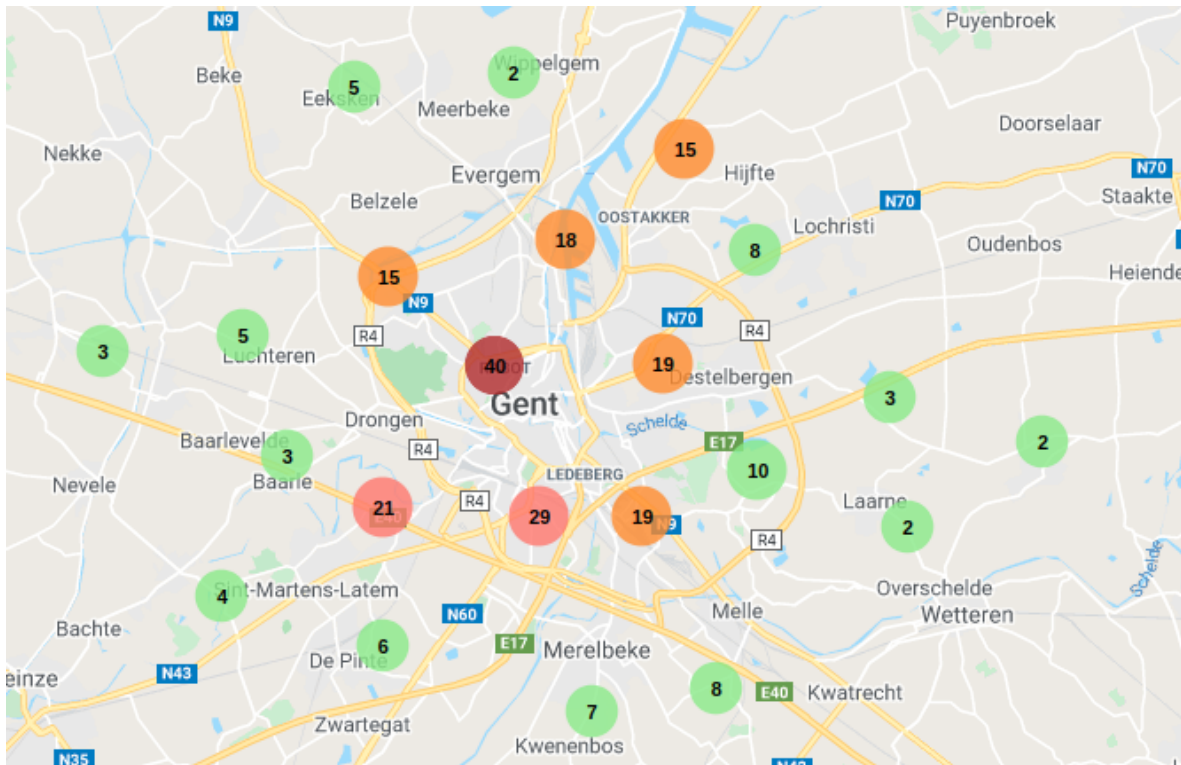 N9
Puyenbroek
Wippelgem
2
Beke
5
Eeksken
Meerbeke
Doorselaar
Nekke
15
N70
Evergem
Hijfte
Staakte
Belzele
N70
OOSTAKKER
Lochristi
18
8
Oudenbos
Heiende
15
N9
N70
R4
R4
5
3
Luchteren
40
19
Destelbergen
Gent
3
Drongen
Schelde
Baarlevelde
R4
E17
2
3
10
Baarle
LEDEBERG
Nevele
R4
Laarne
21
E40
29
19
N9
2
R4
Schelde
Sint-Martens-Latem
4
Overschelde
N60
Melle
Wetteren
Bachte
6
E17
De Pinte
Merelbeke
N43
einze
8
E40
Kwatrecht
7
Zwartegat
Kwenenbos
N35